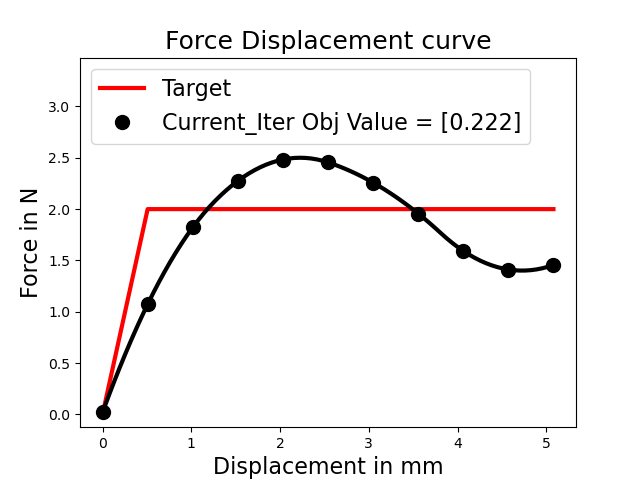 Force Displacement curve
Target
Current_Iter Obj Value = [0.222]
3.0
2.5
2.0
1.5
1.0
0.5
0.0
Force in N
0 1 2 3 4 5
Displacement in mm